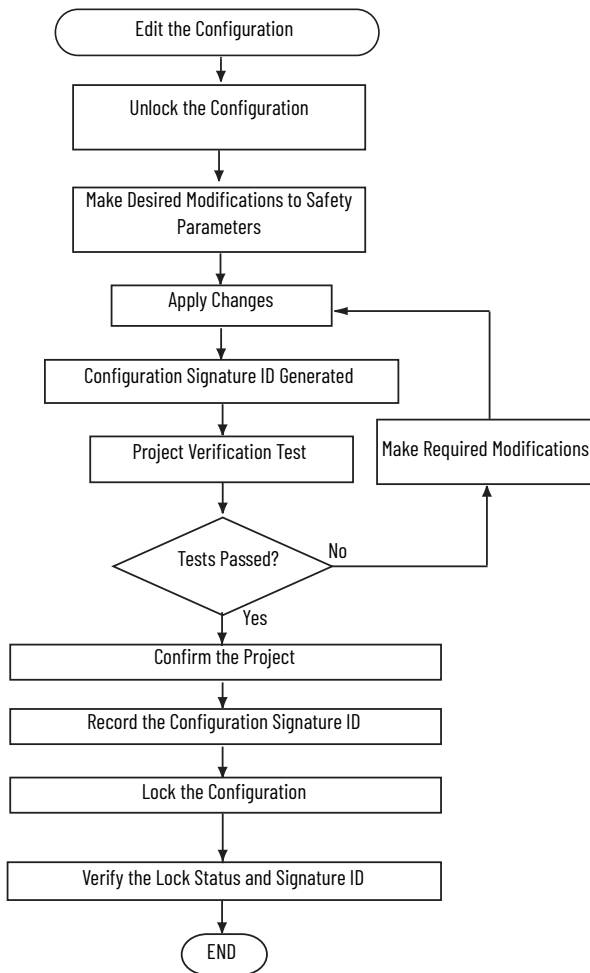 Edit the Configuration
Unlock the Configuration
Make Desired Modifications to Safety
Parameters
Apply Changes
Configuration Signature ID Generated
Project Verification Test
Make Required Modifications
Tests Passed?
No
Yes
Confirm the Project
Record the Configuration Signature ID
Lock the Configuration
Verify the Lock Status and Signature ID
END